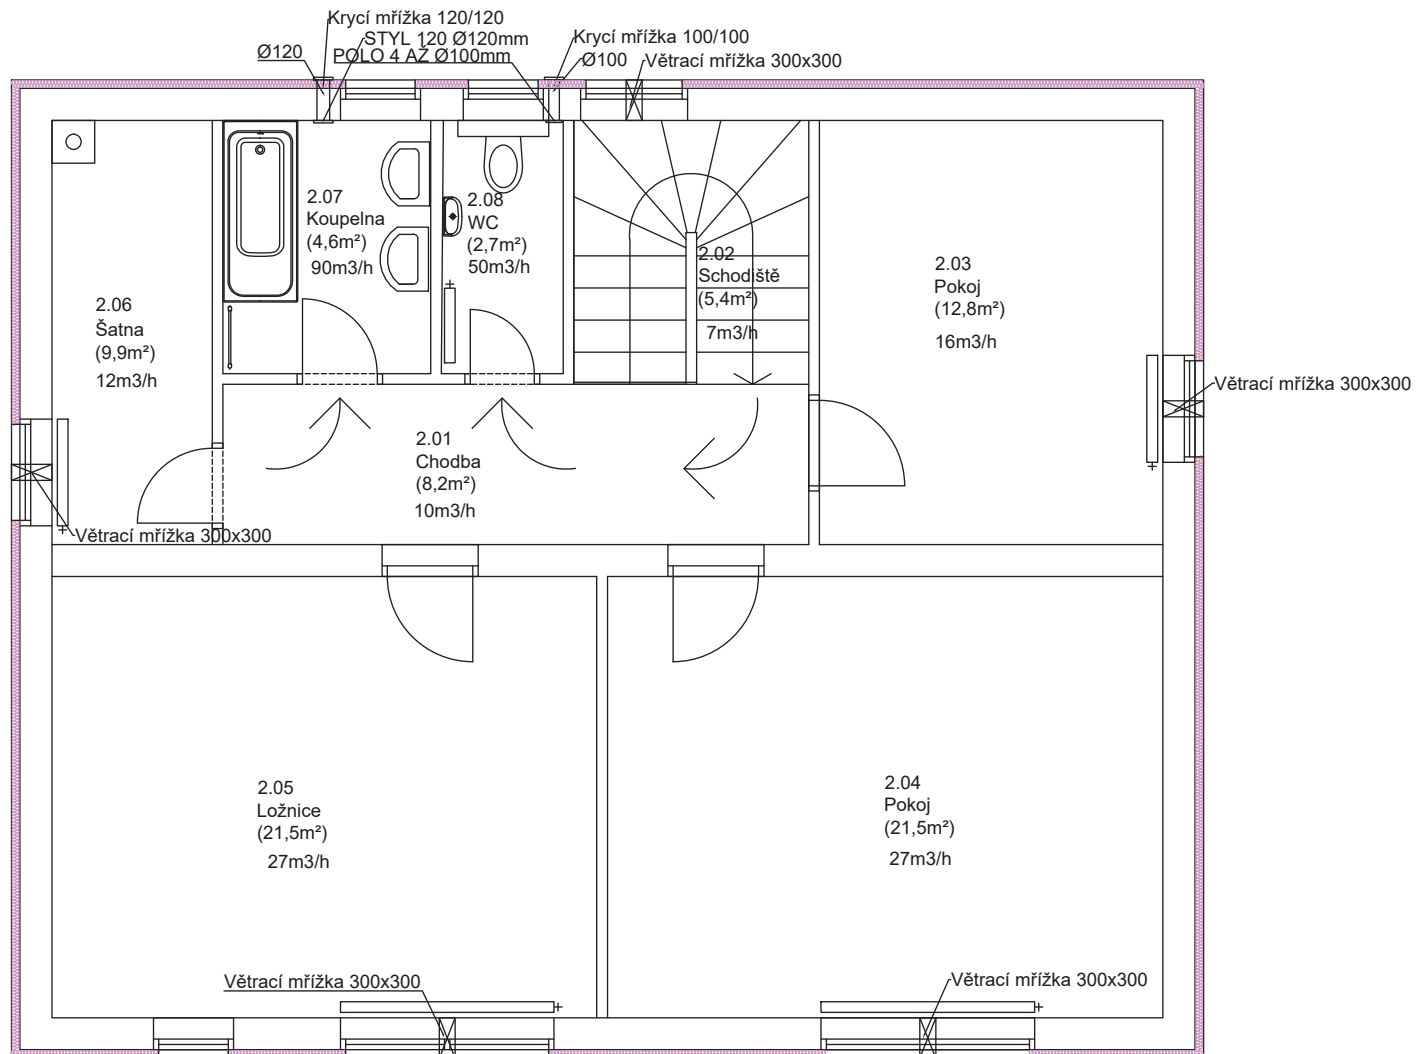 Krycí mřížka 120/120
STYL 120 Ø120mm
Ø120
POLO 4 AŽ Ø100mm
Krycí mřížka 100/100
Ø100
Větrací mřížka 300x300
2.07
Koupelna
(4,6m²)
90m3/h
2.08
WC
(2,7m²)
50m3/h
2.02
Schodiště
(5,4m²)
7m3/h
2.03
Pokoj
(12,8m²)
16m3/h
2.06
Šatna
(9,9m²)
12m3/h
Větrací mřížka 300x300
2.01
Chodba
(8,2m²)
10m3/h
Větrací mřížka 300x300
2.05
Ložnice
(21,5m²)
27m3/h
2.04
Pokoj
(21,5m²)
27m3/h
Větrací mřížka 300x300
Větrací mřížka 300x300